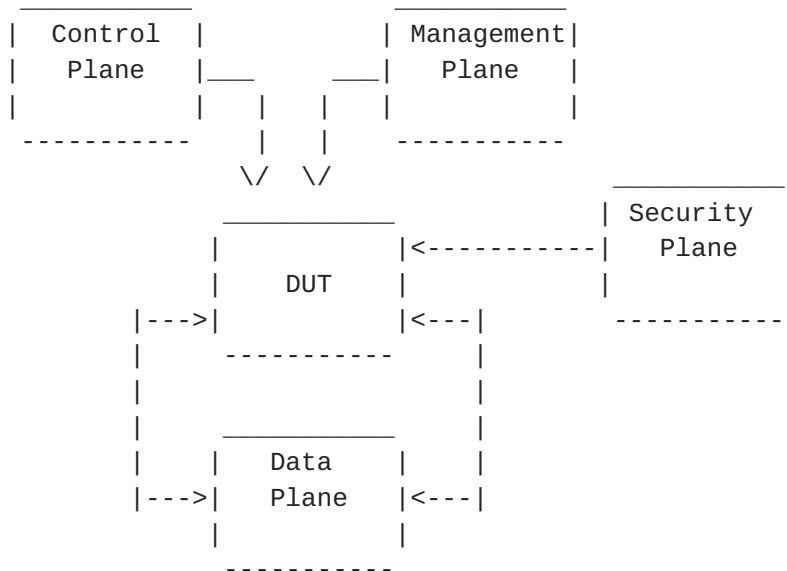 Control
Plane
Management
Plane
Security
Plane
DUT
Data
Plane